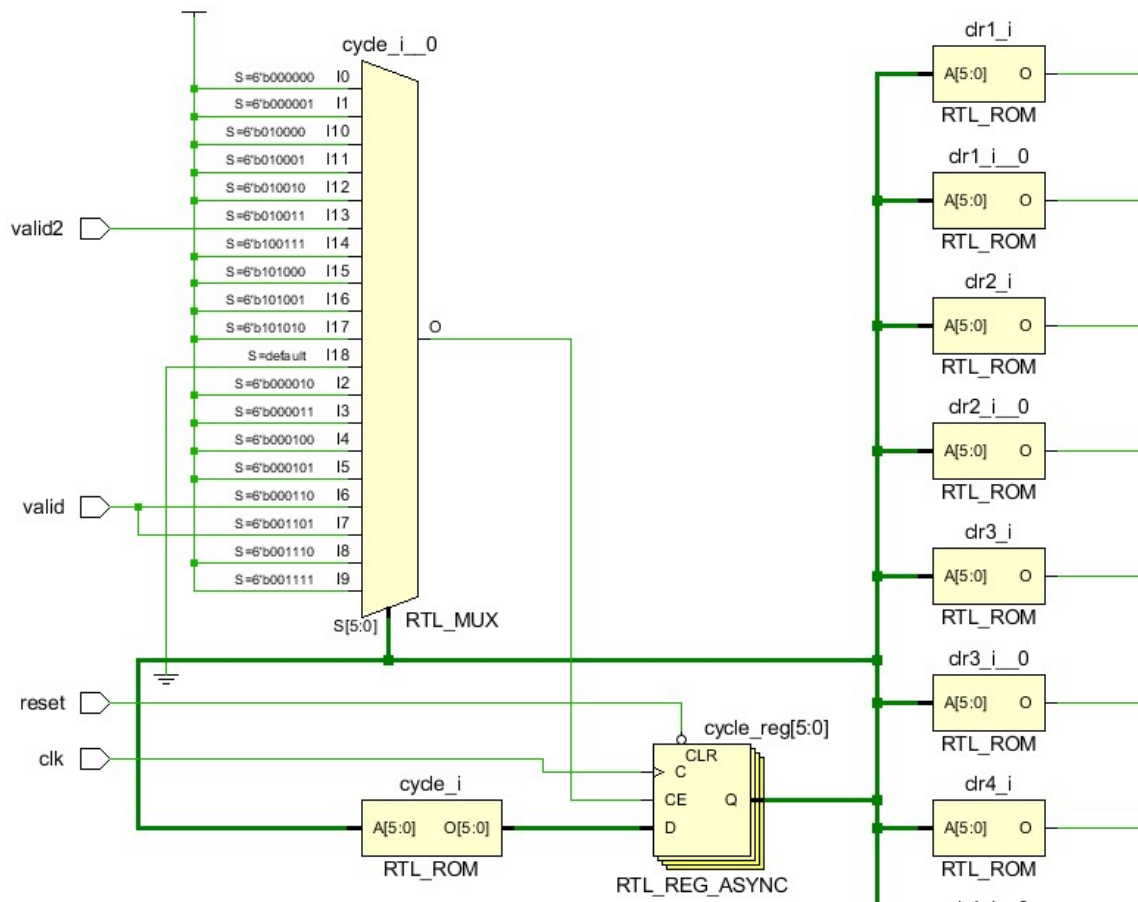 cycle_i__0
S=6'b000000 I0
S=6'b000001 I1
S=6'b010000 I10
S=6'b010001 I11
S=6'b010010 I12
S=6'b010011 I13
S=6'b100111 I14
S=6'b101000 I15
S=6'b101001 I16
S=6'b101010 I17
S=default I18
S=6'b000010 I2
S=6'b000011 I3
S=6'b000100 I4
S=6'b000101 I5
S=6'b000110 I6
S=6'b001101 I7
S=6'b001110 I8
S=6'b001111 I9
O
S[5:0]
RTL_MUX
valid2
valid
reset
clk
cycle_i
A[5:0] O[5:0]
RTL_ROM
cycle_reg[5:0]
CLR
C
CE Q
D
RTL_REG_ASYNC
clr1_i
A[5:0] O
RTL_ROM
clr1_i__0
A[5:0] O
RTL_ROM
clr2_i
A[5:0] O
RTL_ROM
clr2_i__0
A[5:0] O
RTL_ROM
clr3_i
A[5:0] O
RTL_ROM
clr3_i__0
A[5:0] O
RTL_ROM
clr4_i
A[5:0] O
RTL_ROM